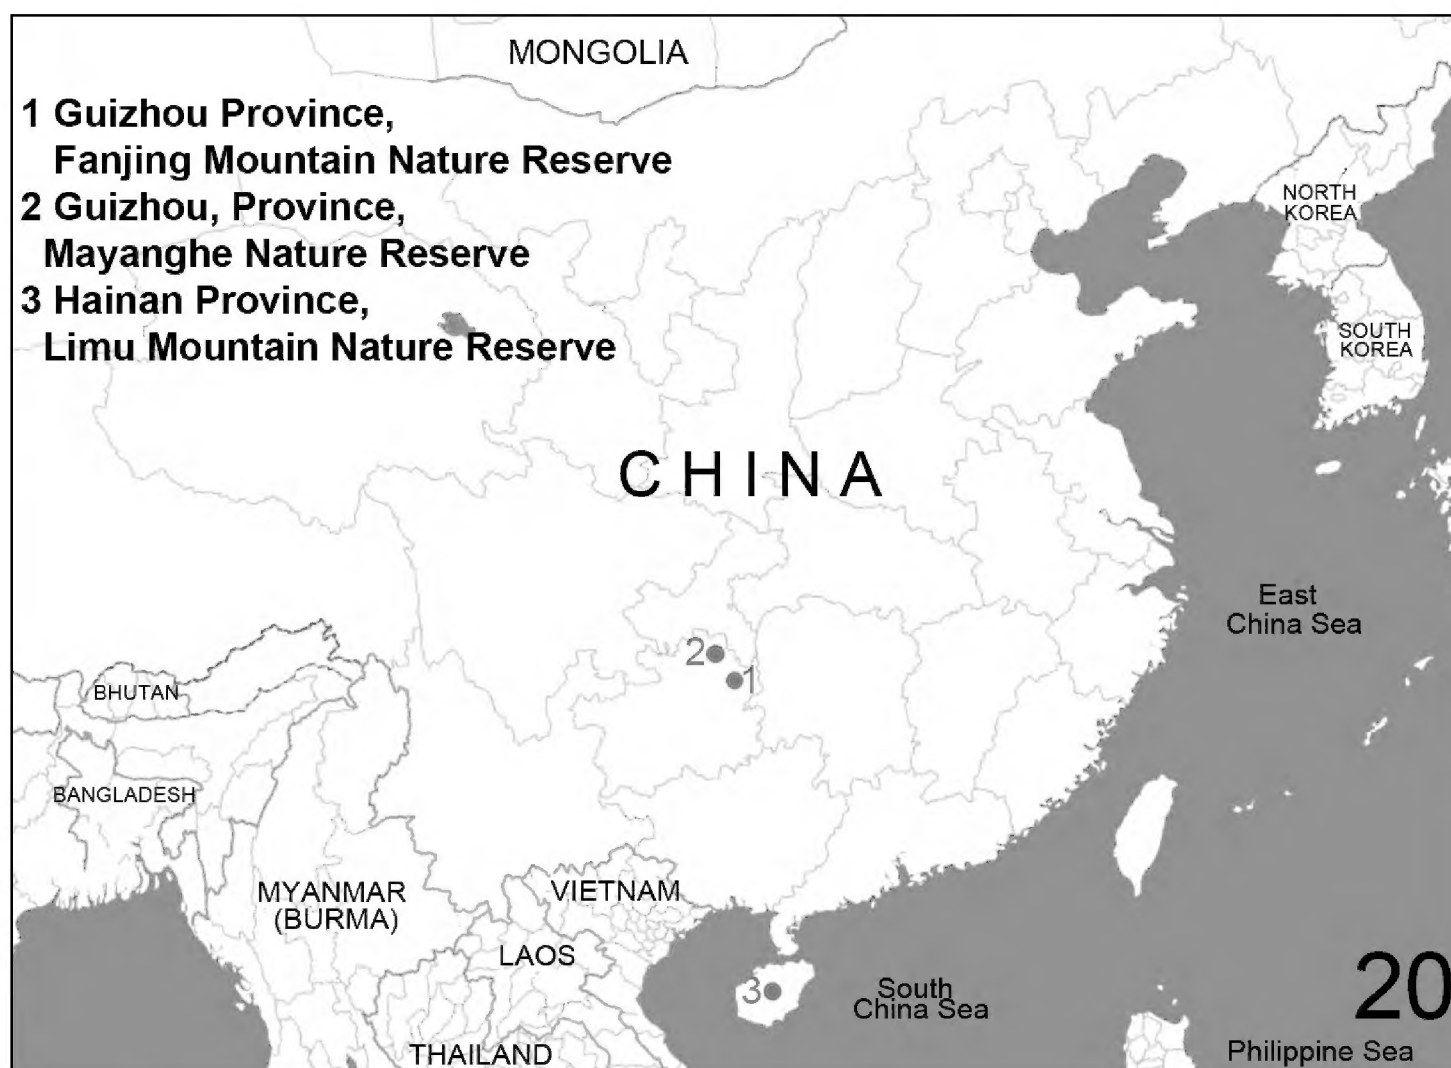 MONGOLIA
1 Guizhou Province,
Fanjing Mountain Nature Reserve
2 Guizhou, Province,
Mayanghe Nature Reserve
3 Hainan Province,
Limu Mountain Nature Reserve
NORTH
KOREA
SOUTH
KOREA
CHINA
East
China Sea
2
1
BHUTAN
BANGLADESH
MYANMAR
(BURMA)
VIETNAM
LAOS
3
South
China Sea
20
THAILAND
Philippine Sea